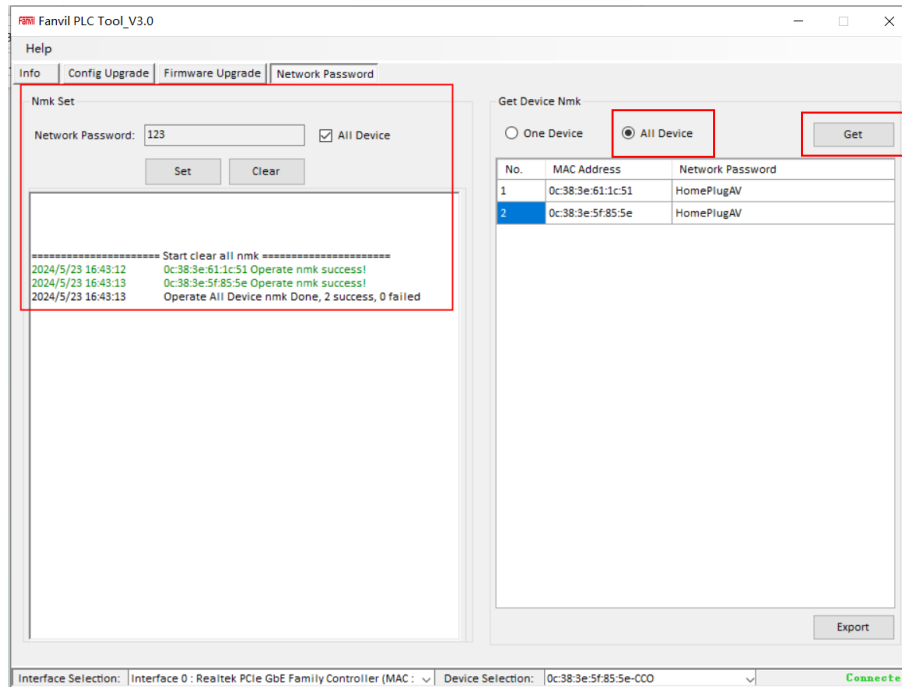 Fanvil Fanvil PLC Tool_V3.0
Help
Info Config Upgrade Firmware Upgrade Network Password
Nmk Set
Network Password: 123 All Device
Set Clear
======================= Start clear all nmk =======================
2024/5/23 16:43:12 0c:38:3e:61:1c:51 Operate nmk success!
2024/5/23 16:43:13 0c:38:3e:5f:85:5e Operate nmk success!
2024/5/23 16:43:13 Operate All Device nmk Done, 2 success, 0 failed
Get Device Nmk
One Device All Device Get
No. MAC Address Network Password
1 0c:38:3e:61:1c:51 HomePlugAV
2 0c:38:3e:5f:85:5e HomePlugAV
Export
Interface Selection: Interface 0 : Realtek PCIe GbE Family Controller (MAC : Device Selection: 0c:38:3e:5f:85:5e-CCO Connecte